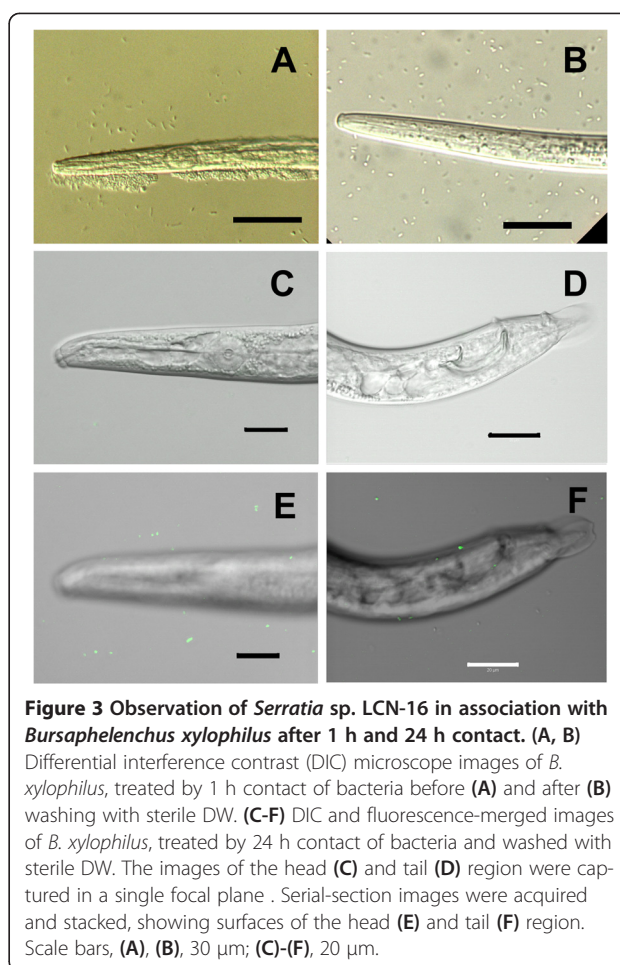 A
B
C
D
E
F
Figure 3 Observation of Serratia sp. LCN-16 in association with
Bursaphelenchus xylophilus after 1 h and 24 h contact. (A, B)
Differential interference contrast (DIC) microscope images of B.
xylophilus, treated by 1 h contact of bacteria before (A) and after (B)
washing with sterile DW. (C-F) DIC and fluorescence-merged images
of B. xylophilus, treated by 24 h contact of bacteria and washed with
sterile DW. The images of the head (C) and tail (D) region were cap-
tured in a single focal plane . Serial-section images were acquired
and stacked, showing surfaces of the head (E) and tail (F) region.
Scale bars, (A), (B), 30 μm; (C)-(F), 20 μm.